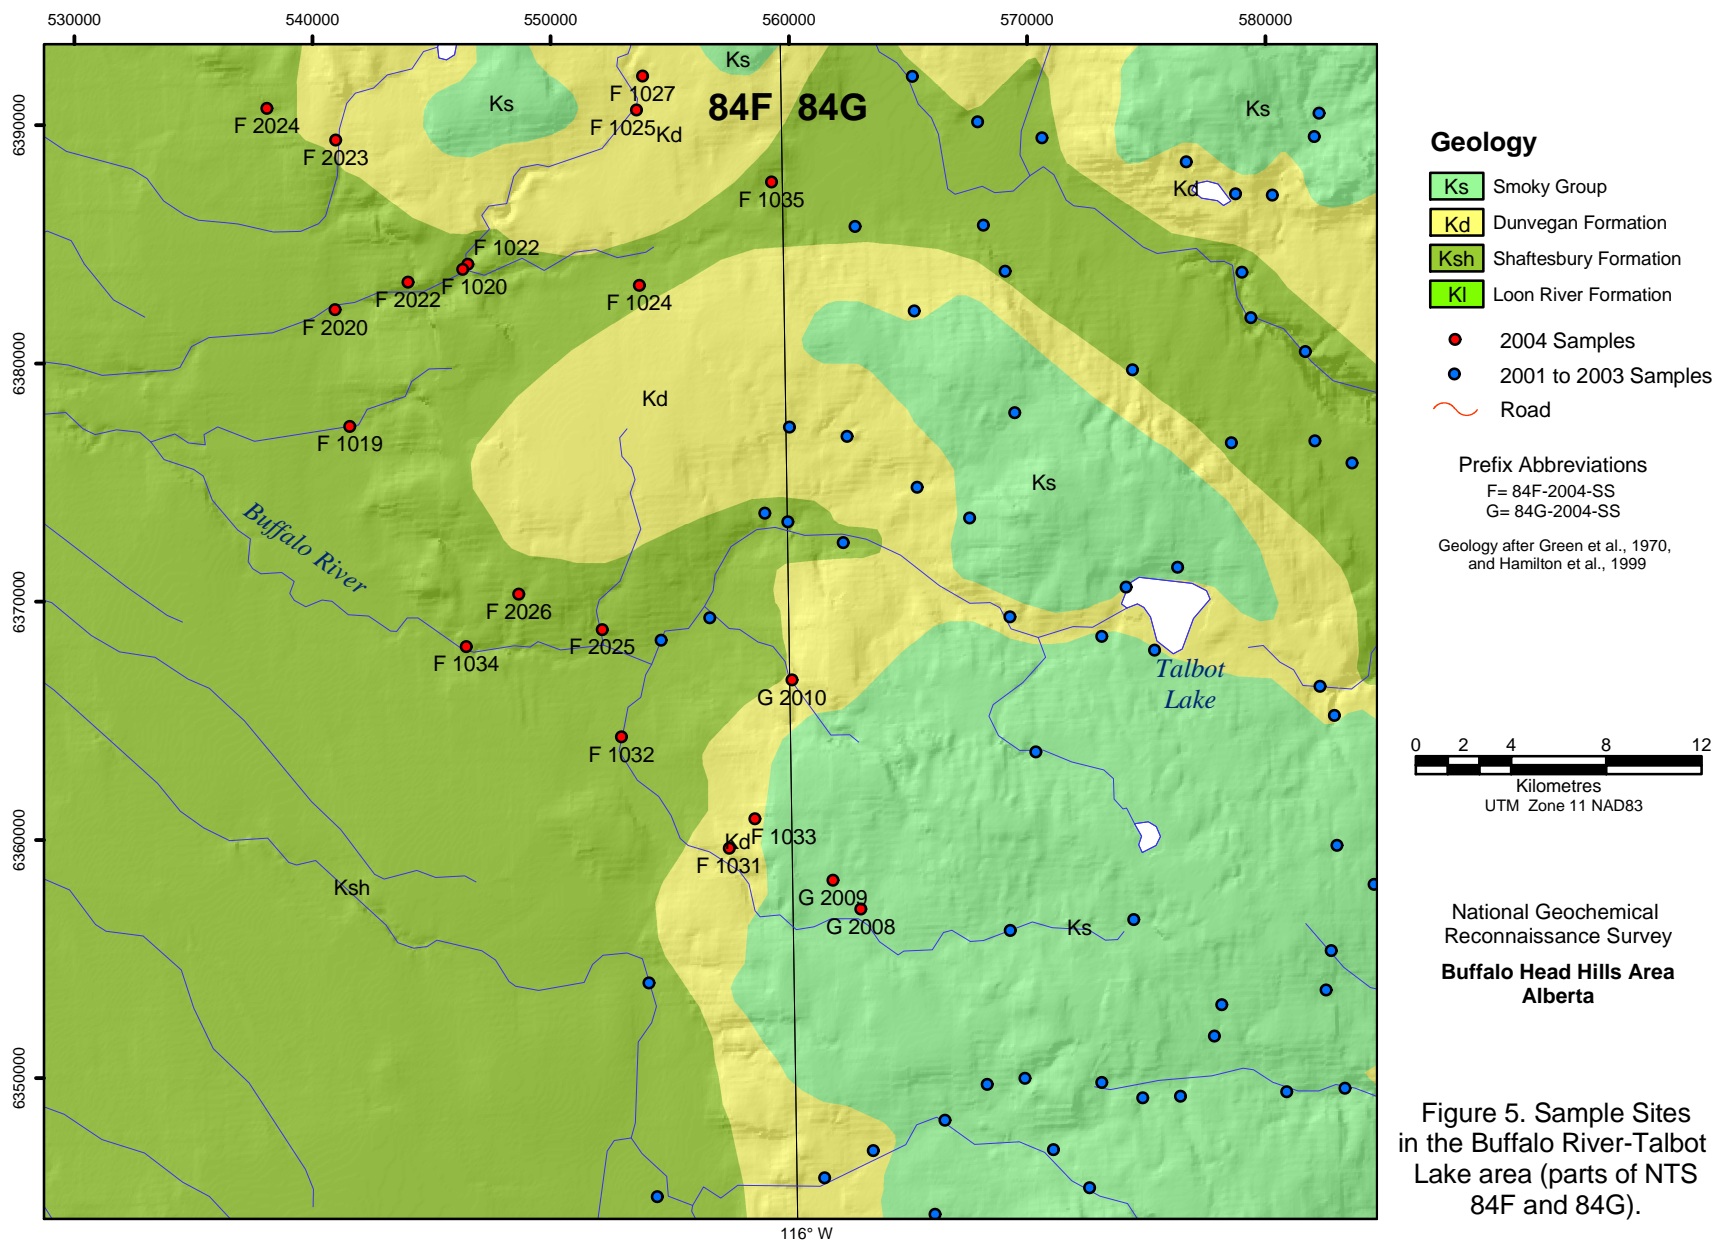 530000
540000
550000
560000
570000
580000
6390000
6380000
6370000
6360000
6350000
Ks
Ks
Ks
84F
84G
F 1027
F 1025
Kd
F 2024
F 2023
F 1035
Kd
F 1022
F 1020
F 2022
F 2020
F 1024
Kd
F 1019
Ks
Buffalo River
F 2026
F 2025
F 1034
Talbot
Lake
G 2010
F 1032
F 1033
Kd
F 1031
Ksh
G 2009
G 2008
Ks
116° W
Geology
Ks Smoky Group
Kd Dunvegan Formation
Ksh Shaftesbury Formation
Kl Loon River Formation
2004 Samples
2001 to 2003 Samples
Road
Prefix Abbreviations
F= 84F-2004-SS
G= 84G-2004-SS
Geology after Green et al., 1970,
and Hamilton et al., 1999
0 2 4 8 12
Kilometres
UTM Zone 11 NAD83
National Geochemical
Reconnaissance Survey
Buffalo Head Hills Area
Alberta
Figure 5. Sample Sites
in the Buffalo River-Talbot
Lake area (parts of NTS
84F and 84G).